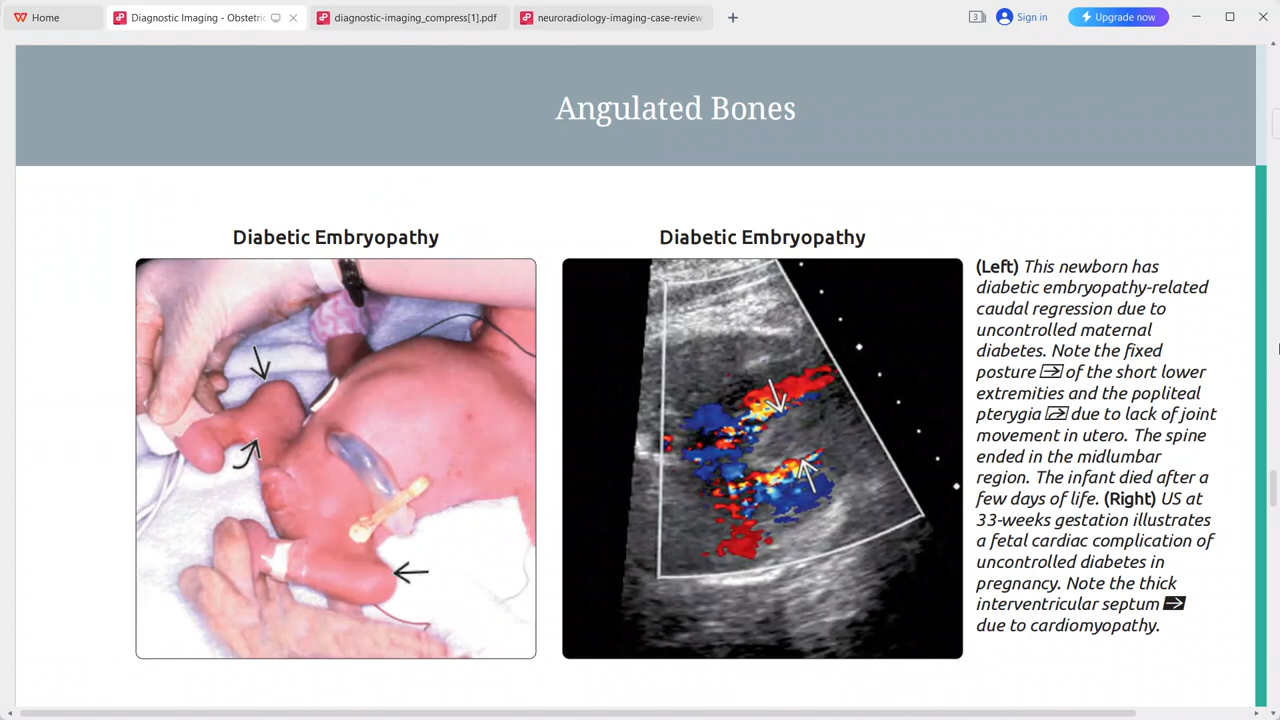 Home
Diagnostic Imaging - Obstetric
diagnostic-imaging_compress[1].pdf
neuroradiology-imaging-case-review
3
Sign in
Upgrade now
Angulated Bones
Diabetic Embryopathy
Diabetic Embryopathy
(Left) This newborn has
diabetic embryopathy-related
caudal regression due to
uncontrolled maternal
diabetes. Note the fixed
posture of the short lower
extremities and the popliteal
pterygia due to lack of joint
movement in utero. The spine
ended in the midlumbar
region. The infant died after a
few days of life. (Right) US at
33-weeks gestation illustrates
a fetal cardiac complication of
uncontrolled diabetes in
pregnancy. Note the thick
interventricular septum
due to cardiomyopathy.